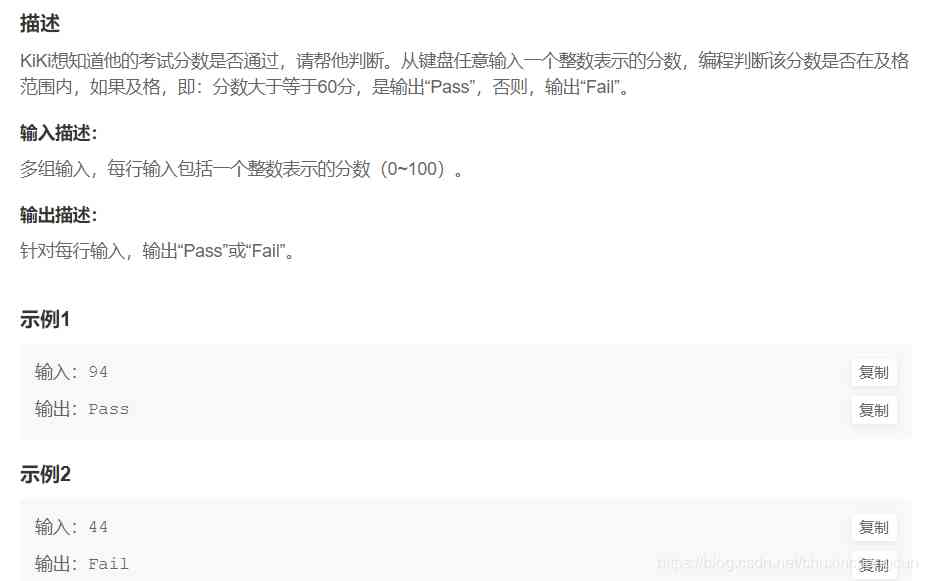 描述
KiKi想知道他的考试分数是否通过，请帮他判断。从键盘任意输入一个整数表示的分数，编程判断该分数是否在及格
范围内，如果及格，即：分数大于等于60分，是输出“Pass”，否则，输出“Fail”。
输入描述：
多组输入，每行输入包括一个整数表示的分数（0~100）。
输出描述：
针对每行输入，输出“Pass”或“Fail”。
示例1
输入：94
复制
输出：Pass
复制
示例2
输入：44
复制
输出：Fail
复制